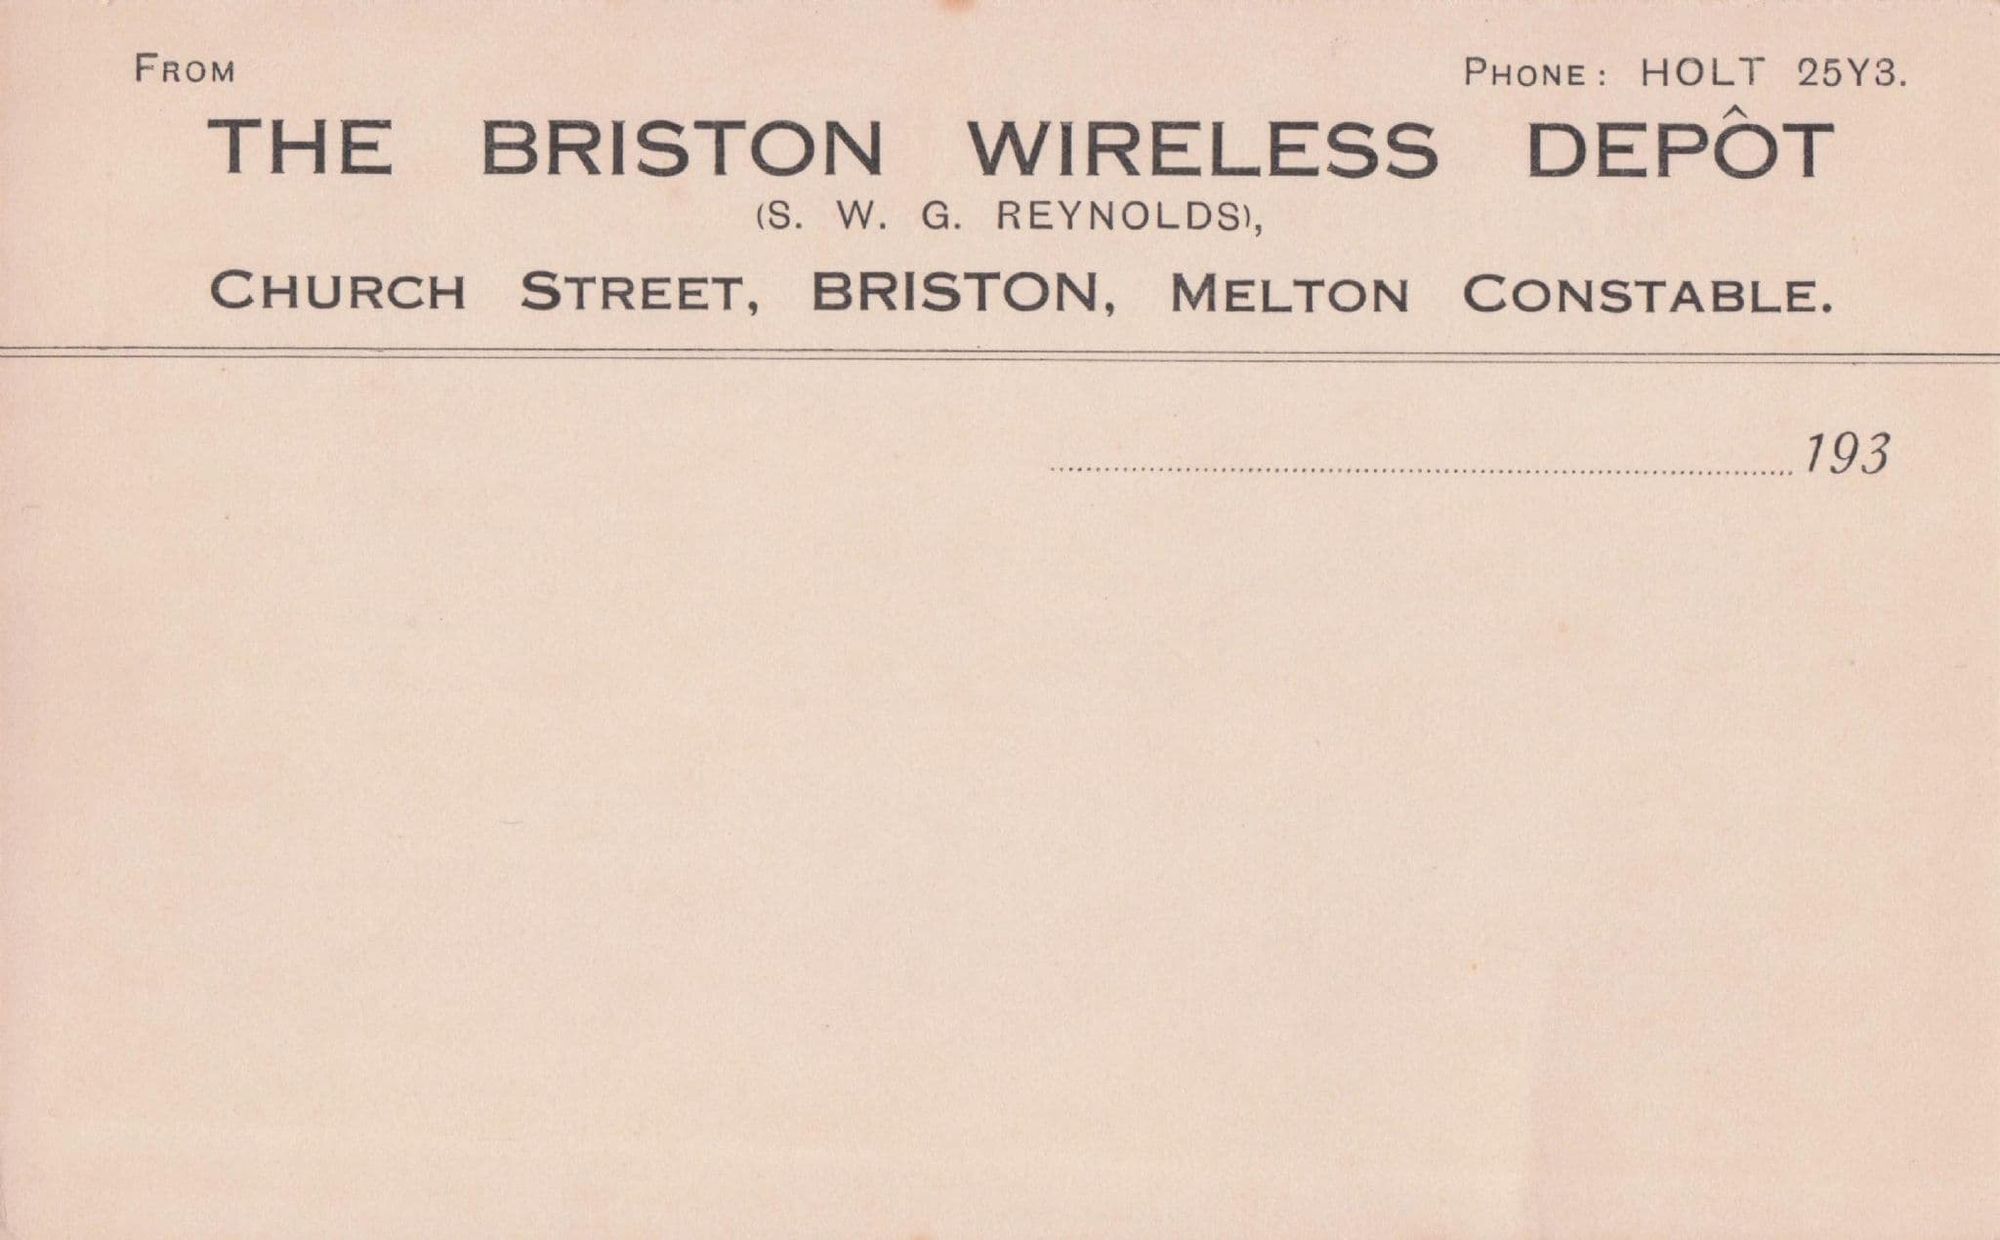 FROM
PHONE: HOLT 25Y3.
THE BRISTON WIRELESS DEPÔT
(S. W. G. REYNOLDS),
CHURCH STREET, BRISTON, MELTON CONSTABLE.
193